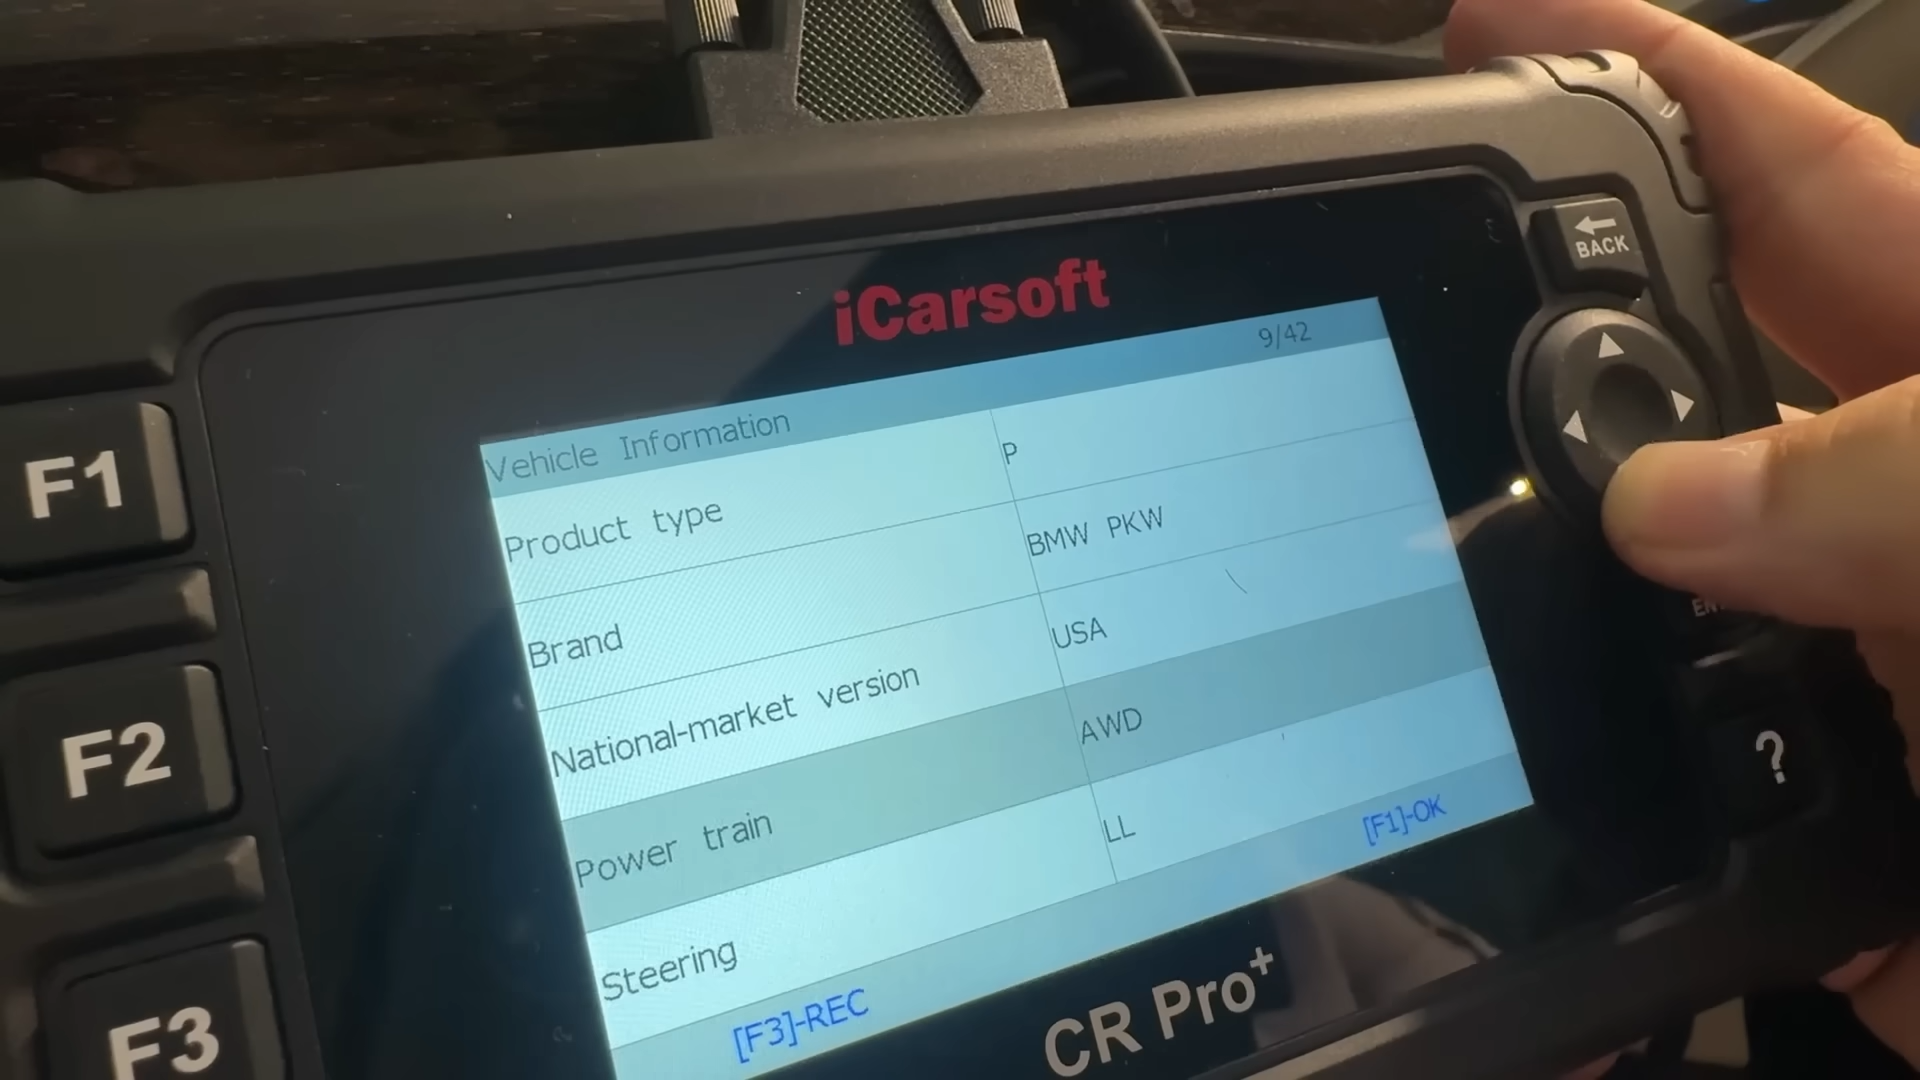 iCarsoft
Vehicle Information 9/42
Product type P
Brand BMW PKW
National-market version USA
Power train AWD
Steering LL
[F3]-REC [F1]-OK
CR Pro+
F1
F2
F3
BACK
?